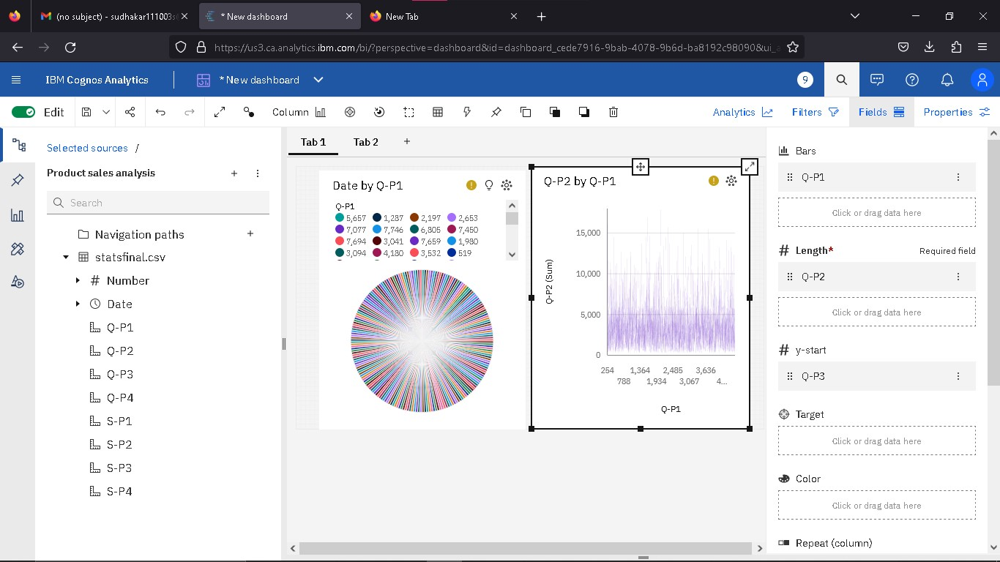 (no subject) - sudhakar111003s
* New dashboard
New Tab
https://us3.ca.analytics.ibm.com/bi/?perspective=dashboard&id=dashboard_cede7916-9bab-4078-9b6d-ba8192c98090&ui_a
IBM Cognos Analytics
* New dashboard
9
Edit
Column
Analytics
Filters
Fields
Properties
Selected sources /
Product sales analysis
Search
Navigation paths
statsfinal.csv
Number
Date
Q-P1
Q-P2
Q-P3
Q-P4
S-P1
S-P2
S-P3
S-P4
Tab 1
Tab 2
Date by Q-P1
Q-P1
5,657 1,287 2,197 2,653
7,077 7,746 6,805 7,450
7,694 3,041 7,659 1,980
3,094 4,180 3,532 519
Q-P2 by Q-P1
Q-P2 (Sum)
15,000
10,000
5,000
0
254 1,364 2,485 3,636
788 1,934 3,067 4...
Q-P1
Bars
Q-P1
Click or drag data here
# Length* Required field
Q-P2
Click or drag data here
# y-start
Q-P3
Target
Click or drag data here
Color
Click or drag data here
Repeat (column)